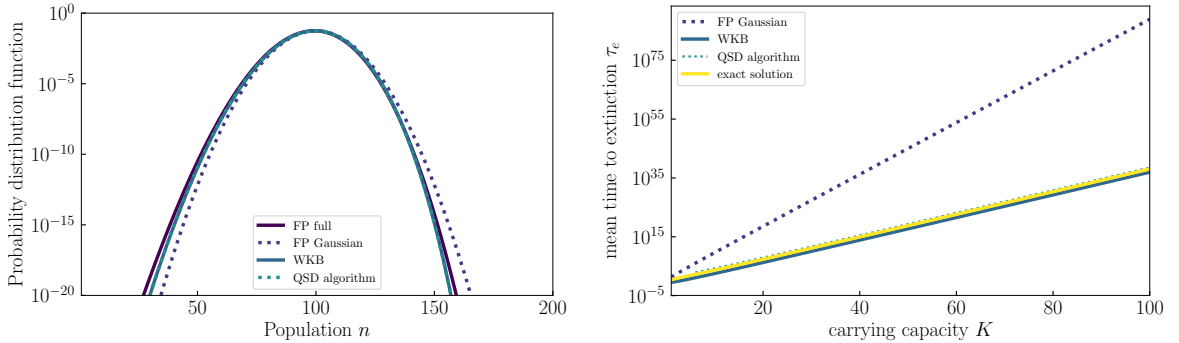 Probability distribution function
10^0
10^{-5}
10^{-10}
10^{-15}
10^{-20}
FP full
FP Gaussian
WKB
QSD algorithm
50
100
150
200
Population n
mean time to extinction τ_e
10^{75}
10^{55}
10^{35}
10^{15}
10^{-5}
FP Gaussian
WKB
QSD algorithm
exact solution
20
40
60
80
100
carrying capacity K